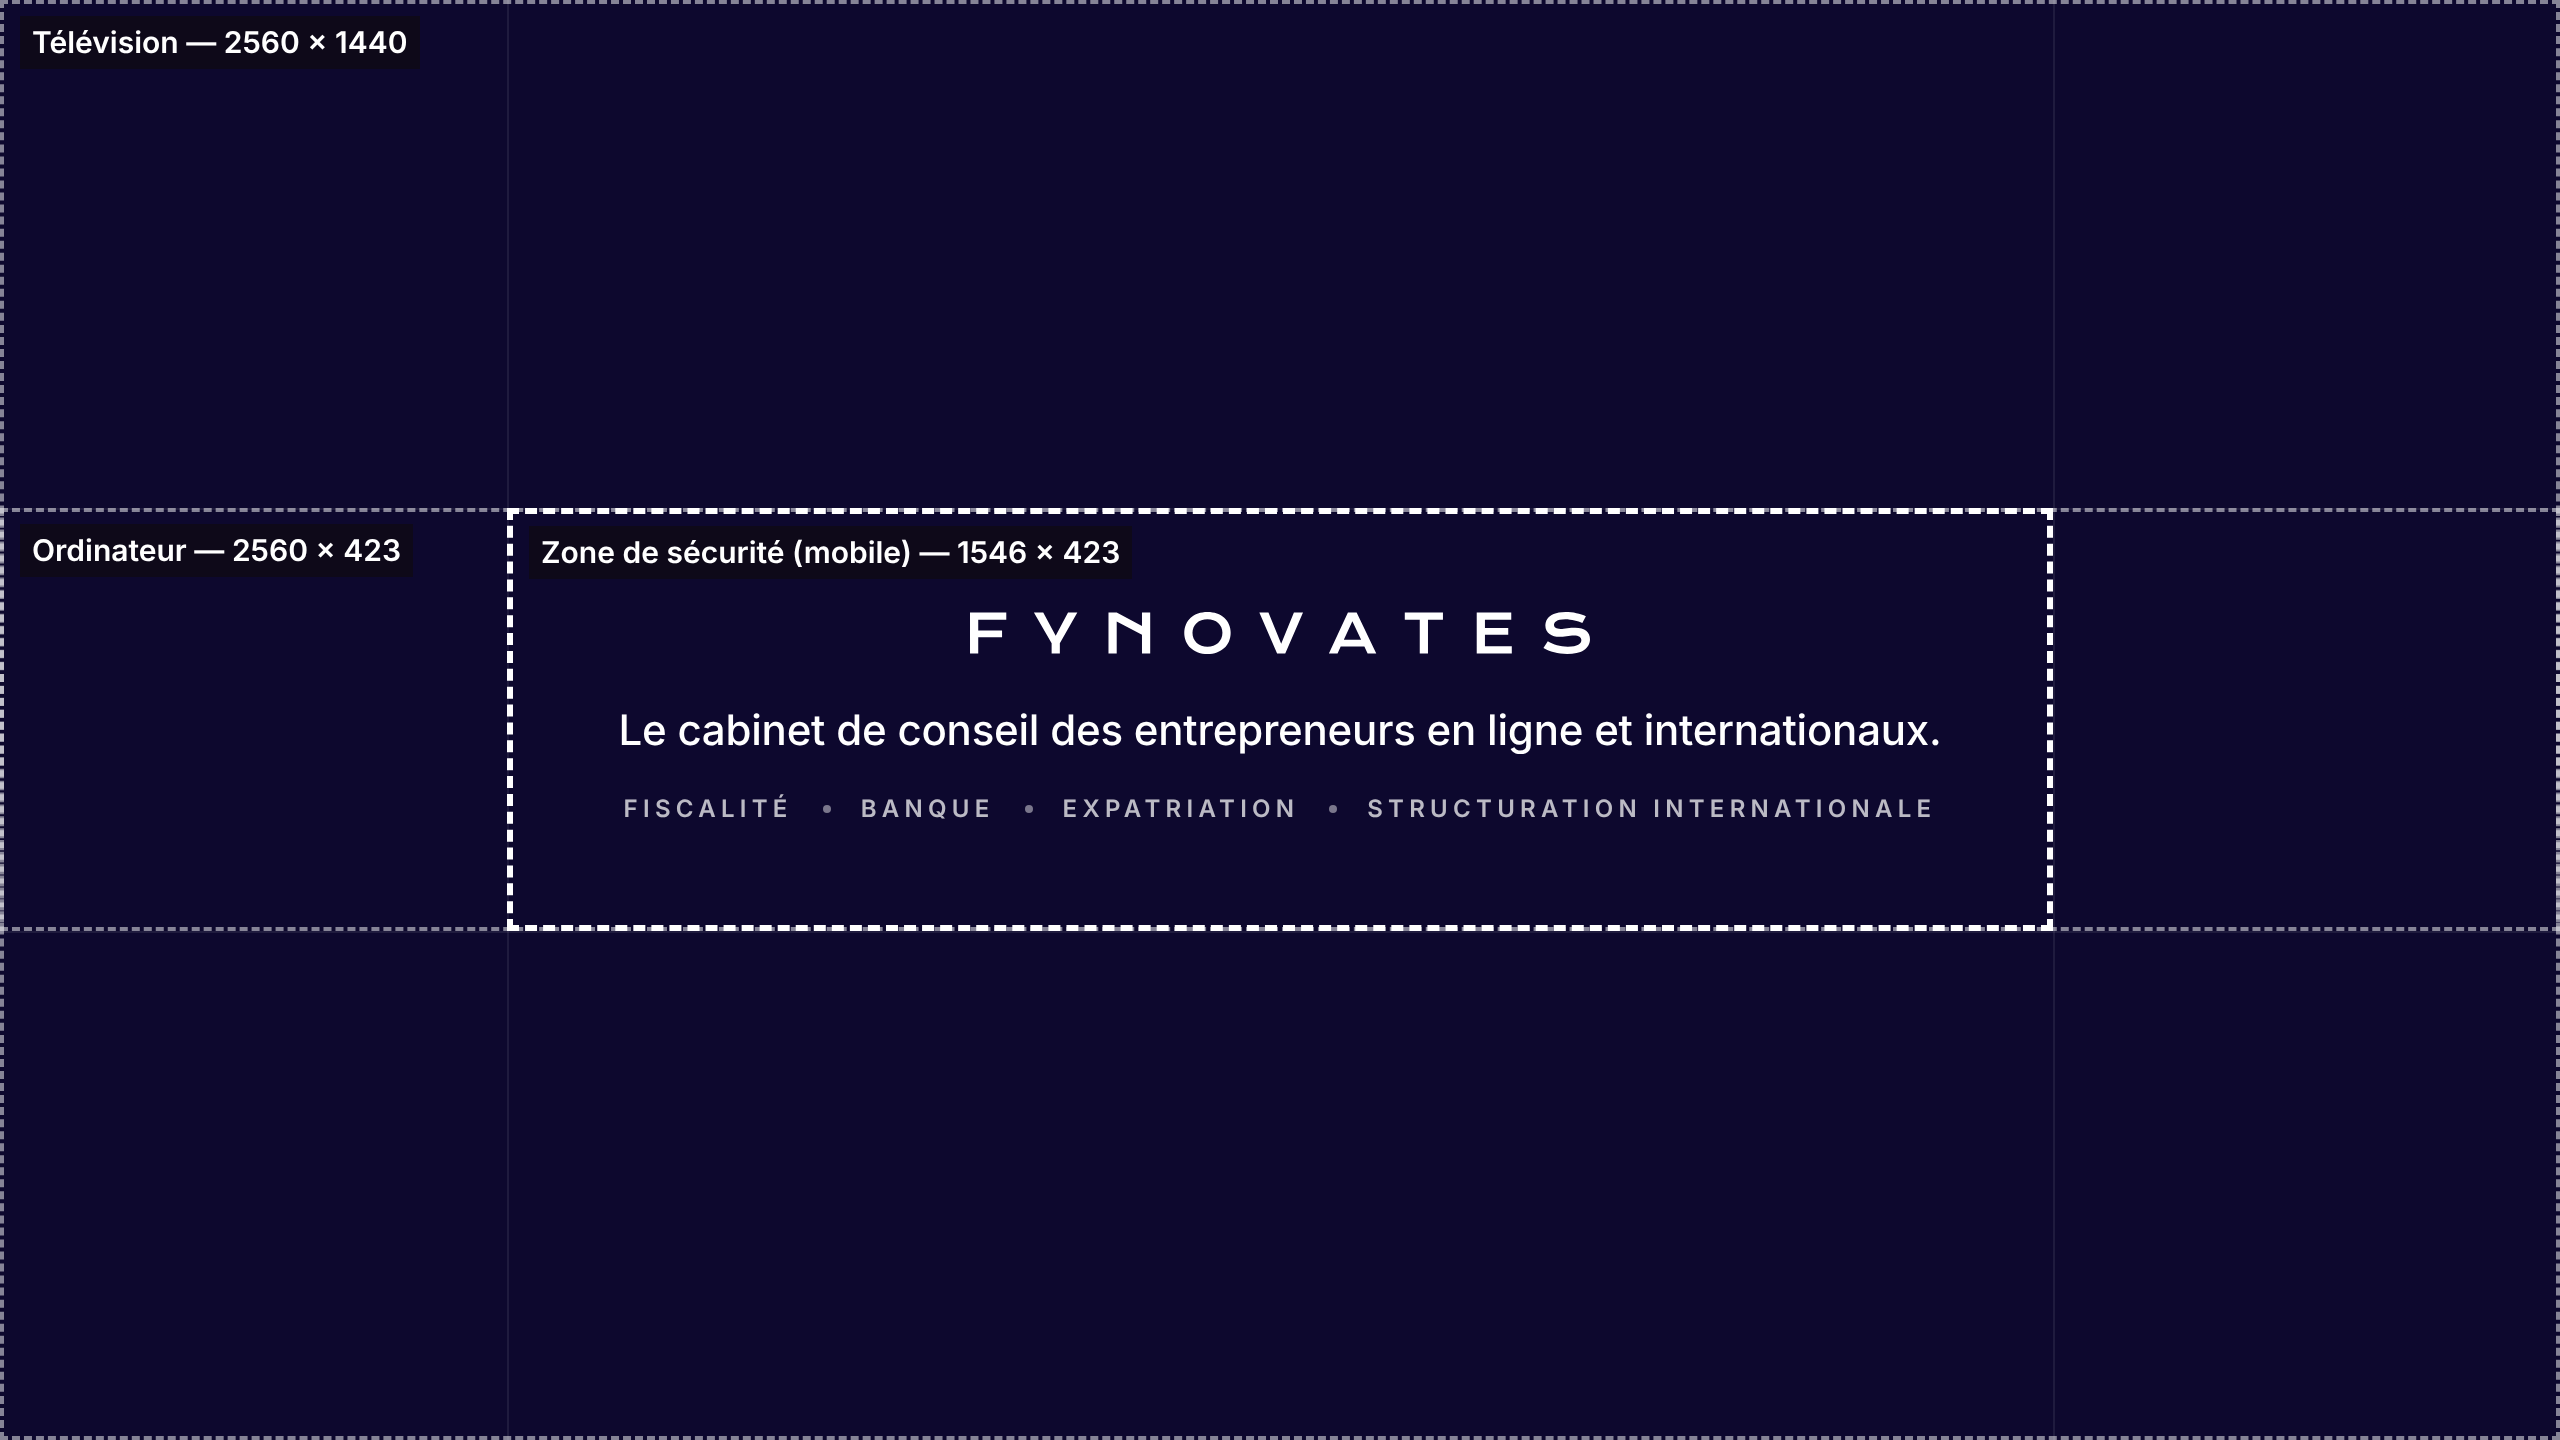 Télévision — 2560 × 1440
Ordinateur — 2560 × 423
Zone de sécurité (mobile) — 1546 × 423
FYNOVATES
Le cabinet de conseil des entrepreneurs en ligne et internationaux.
FISCALITÉ • BANQUE • EXPATRIATION • STRUCTURATION INTERNATIONALE